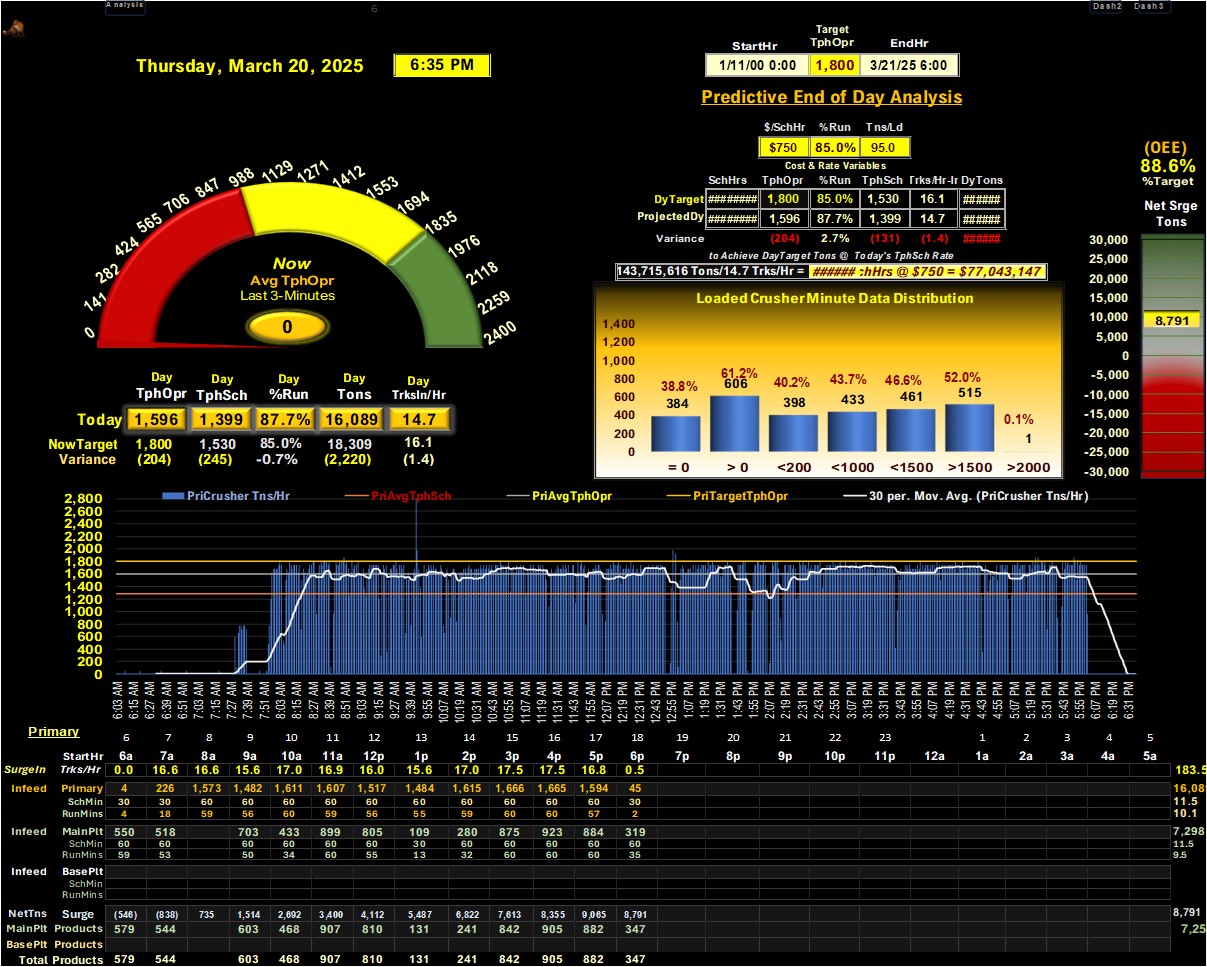 Analysis 6 Dash2 Dash3
Target
StartHr TphOpr EndHr
Thursday, March 20, 2025 6:35 PM 1/11/00 0:00 1,800 3/21/25 6:00
Predictive End of Day Analysis
$/SchHr %Run Tns/Ld
$750 85.0% 95.0
Cost & Rate Variables
SchHrs TphOpr %Run TphSch Trks/Hr-Ir DyTons
DyTarget ######## 1,800 85.0% 1,530 16.1 ######
ProjectedDy ######## 1,596 87.7% 1,399 14.7 ######
Variance (204) 2.7% (131) (1.4) ######
to Achieve DayTarget Tons @ Today's TphSch Rate
143,715,616 Tons/14.7 Trks/Hr = ###### :hHrs @ $750 = $77,043,147
(OEE)
88.6%
%Target
Net Srge
Tons
30,000
25,000
20,000
15,000
10,000
8,791
5,000
0
-5,000
-10,000
-15,000
-20,000
-25,000
-30,000
0 141 282 424 565 706 847 988 1129 1271 1412 1553 1694 1835 1976 2118 2259 2400
Now
Avg TphOpr
Last 3-Minutes
0
Day Day Day Day Day
TphOpr TphSch %Run Tons TrksIn/Hr
Today 1,596 1,399 87.7% 16,089 14.7
NowTarget 1,800 1,530 85.0% 18,309 16.1
Variance (204) (245) -0.7% (2,220) (1.4)
Loaded Crusher Minute Data Distribution
1,400
1,200
1,000
800
600
400
200
0
38.8% 61.2% 40.2% 43.7% 46.6% 52.0% 0.1%
384 606 398 433 461 515 1
= 0 > 0 <200 <1000 <1500 >1500 >2000
PriCrusher Tns/Hr PriAvgTphSch PriAvgTphOpr PriTargetTphOpr 30 per. Mov. Avg. (PriCrusher Tns/Hr)
2,800
2,600
2,400
2,200
2,000
1,800
1,600
1,400
1,200
1,000
800
600
400
200
0
6:03 AM 6:15 AM 6:27 AM 6:39 AM 6:51 AM 7:03 AM 7:15 AM 7:27 AM 7:39 AM 7:51 AM 8:03 AM 8:15 AM 8:27 AM 8:39 AM 8:51 AM 9:03 AM 9:15 AM 9:27 AM 9:39 AM 9:51 AM 10:07 AM 10:19 AM 10:31 AM 10:43 AM 10:55 AM 11:07 AM 11:19 AM 11:31 AM 11:43 AM 11:55 AM 12:07 PM 12:19 PM 12:31 PM 12:43 PM 12:55 PM 1:07 PM 1:19 PM 1:31 PM 1:43 PM 1:55 PM 2:07 PM 2:19 PM 2:31 PM 2:43 PM 2:55 PM 3:07 PM 3:19 PM 3:31 PM 3:43 PM 3:55 PM 4:07 PM 4:19 PM 4:31 PM 4:43 PM 4:55 PM 5:07 PM 5:19 PM 5:31 PM 5:43 PM 5:55 PM 6:07 PM 6:19 PM 6:31 PM
Primary 6 7 8 9 10 11 12 13 14 15 16 17 18 19 20 21 22 23 1 2 3 4 5
StartHr 6a 7a 8a 9a 10a 11a 12p 1p 2p 3p 4p 5p 6p 7p 8p 9p 10p 11p 12a 1a 2a 3a 4a 5a
SurgeIn Trks/Hr 0.0 16.6 16.6 15.6 17.0 16.9 16.0 15.6 17.0 17.5 17.5 16.8 0.5 183.5
Infeed Primary 4 226 1,573 1,482 1,611 1,607 1,517 1,484 1,615 1,666 1,665 1,594 45 16,089
SchMin 30 30 60 60 60 60 60 60 60 60 60 60 30 11.5
RunMins 4 18 59 56 60 59 56 55 59 60 60 57 2 10.1
Infeed MainPlt 550 518 703 433 899 805 109 280 875 923 884 319 7,298
SchMin 60 60 60 60 60 60 30 60 60 60 60 60 11.5
RunMins 59 53 50 34 60 55 13 32 60 60 60 35 9.5
Infeed BasePlt
SchMin
RunMins
NetTns Surge (546) (838) 735 1,514 2,692 3,400 4,112 5,487 6,822 7,613 8,355 9,065 8,791 8,791
MainPlt Products 579 544 603 468 907 810 131 241 842 905 882 347 7,25
BasePlt Products
Total Products 579 544 603 468 907 810 131 241 842 905 882 347